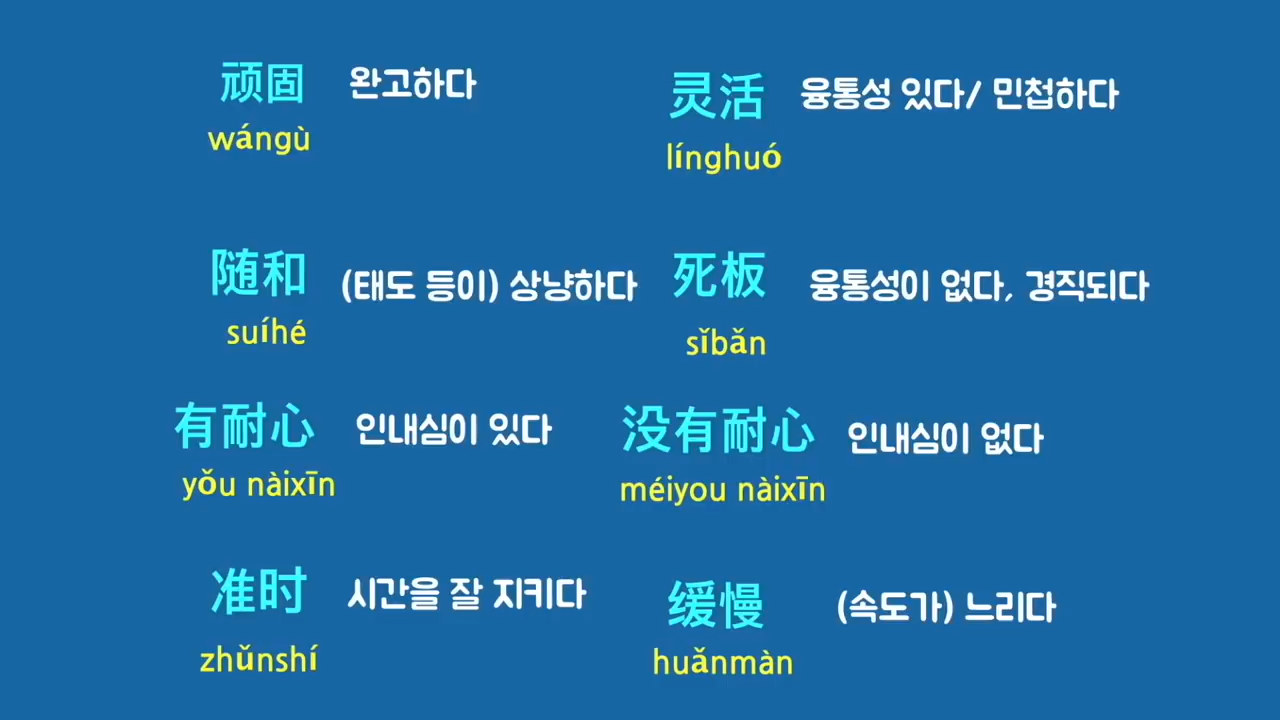 顽固 완고하다
wángù
灵活 융통성 있다/ 민첩하다
línghuó
随和 (태도 등이) 상냥하다
suíhé
死板 융통성이 없다, 경직되다
sǐbǎn
有耐心 인내심이 있다
yǒu nàixīn
没有耐心 인내심이 없다
méiyou nàixīn
准时 시간을 잘 지키다
zhǔnshí
缓慢 (속도가) 느리다
huǎnmàn